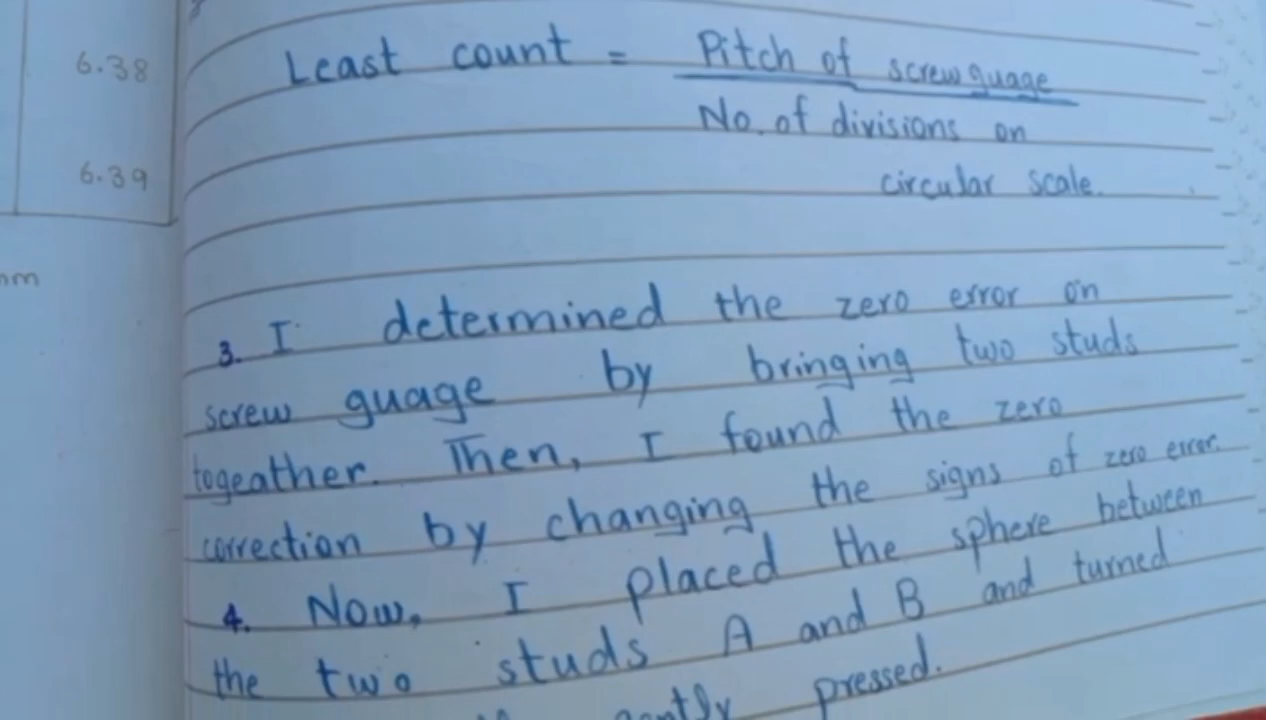 6.38
6.39
mm
Least count = Pitch of screw guage
No. of divisions on
circular scale.
3. I determined the zero error on
screw guage by bringing two studs
togeather. Then, I found the zero
correction by changing the signs of zero error.
4. Now, I placed the sphere between
the two studs A and B and turned
gently pressed.